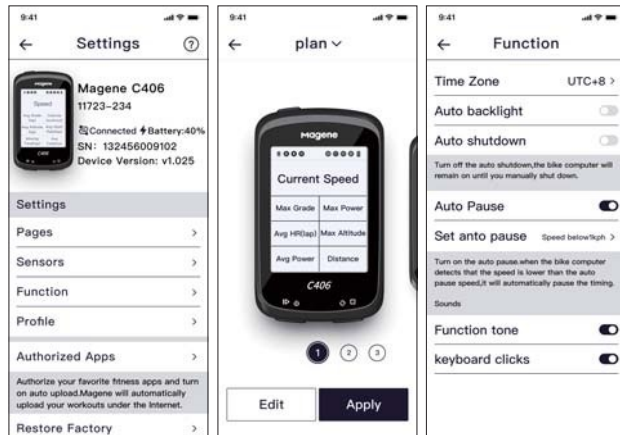 9:41
Settings
Magene C406
11723-234
Connected Battery:40%
SN: 132456009102
Device Version: v1.025
Settings
Pages
Sensors
Function
Profile
Authorized Apps
Authorize your favorite fitness apps and turn
on auto upload.Magene will automatically
upload your workouts under the Internet.
Restore Factory
9:41
plan
MAGENE
Current Speed
Max Grade
Max Power
Avg HR(lap)
Max Altitude
Avg Power
Distance
C406
1
2
3
Edit
Apply
9:41
Function
Time Zone UTC+8
Auto backlight
Auto shutdown
Turn off the auto shutdown,the bike computer will
remain on until you manually shut down.
Auto Pause
Set anto pause Speed below1kph
Turn on the auto pause.when the bike computer
detects that the speed is lower than the auto
pause speed,it will automatically pause the timing.
Sounds
Function tone
keyboard clicks